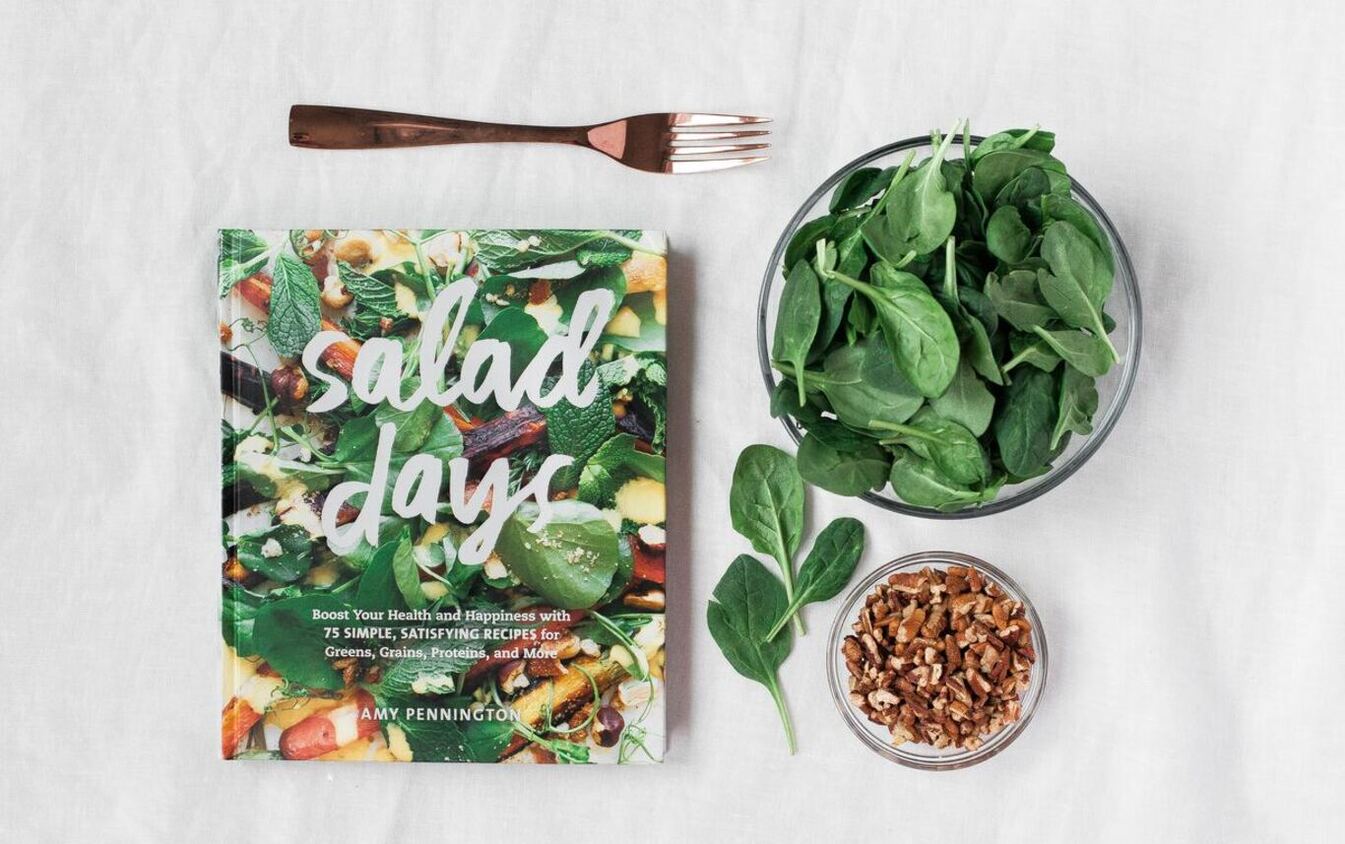 salad
days
Boost Your Health and Happiness with
75 SIMPLE, SATISFYING RECIPES for
Greens, Grains, Proteins, and More
AMY PENNINGTON